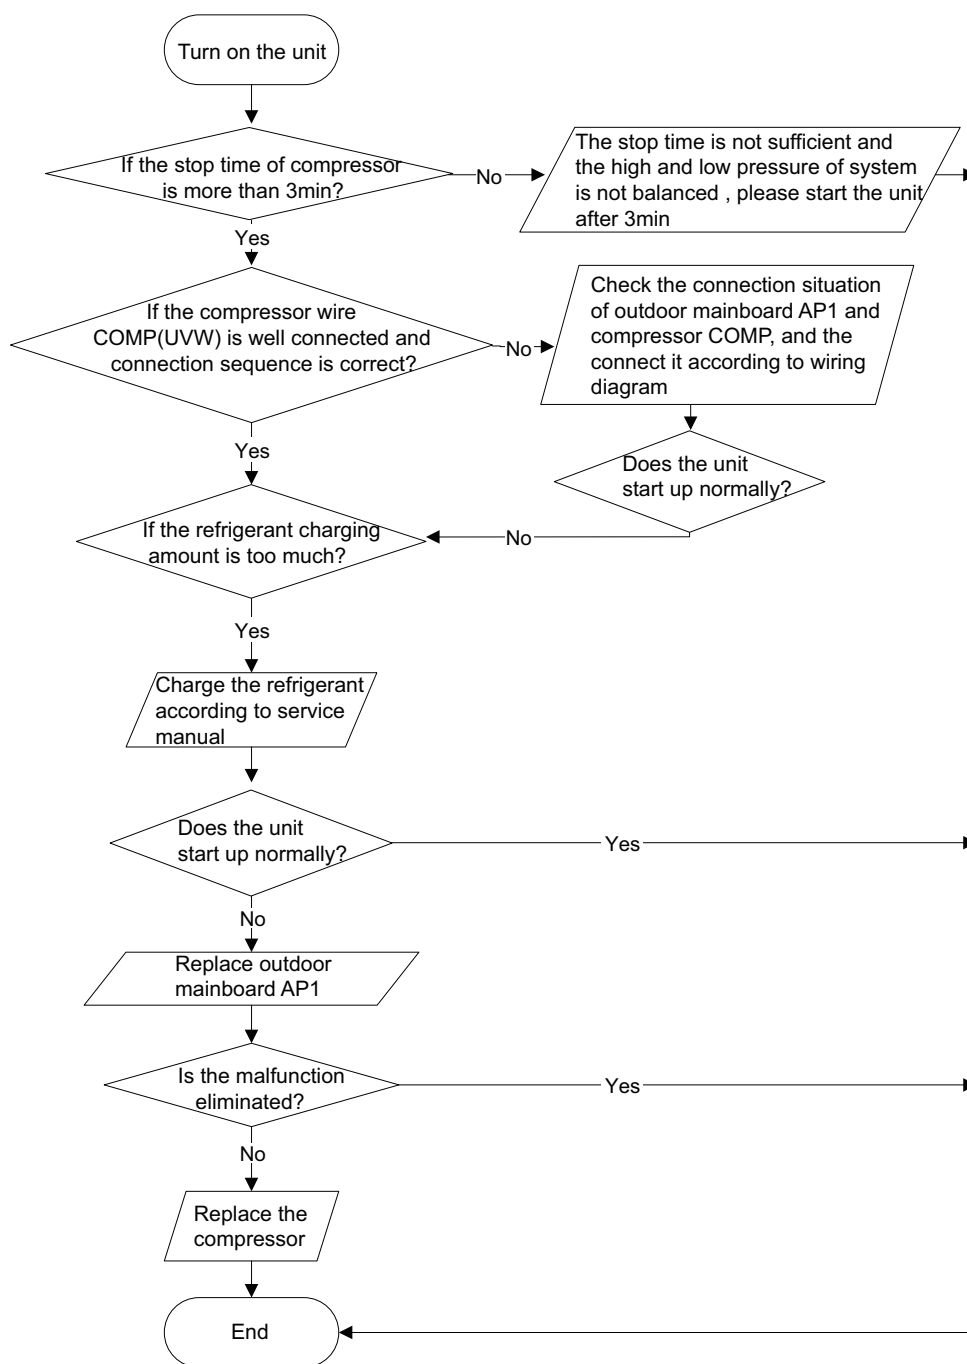 Turn on the unit
If the stop time of compressor
is more than 3min?
No
The stop time is not sufficient and
the high and low pressure of system
is not balanced , please start the unit
after 3min
Yes
If the compressor wire
COMP(UVW) is well connected and
connection sequence is correct?
No
Check the connection situation
of outdoor mainboard AP1 and
compressor COMP, and the
connect it according to wiring
diagram
Yes
Does the unit
start up normally?
If the refrigerant charging
amount is too much?
No
Yes
Charge the refrigerant
according to service
manual
Does the unit
start up normally?
Yes
No
Replace outdoor
mainboard AP1
Is the malfunction
eliminated?
Yes
No
Replace the
compressor
End